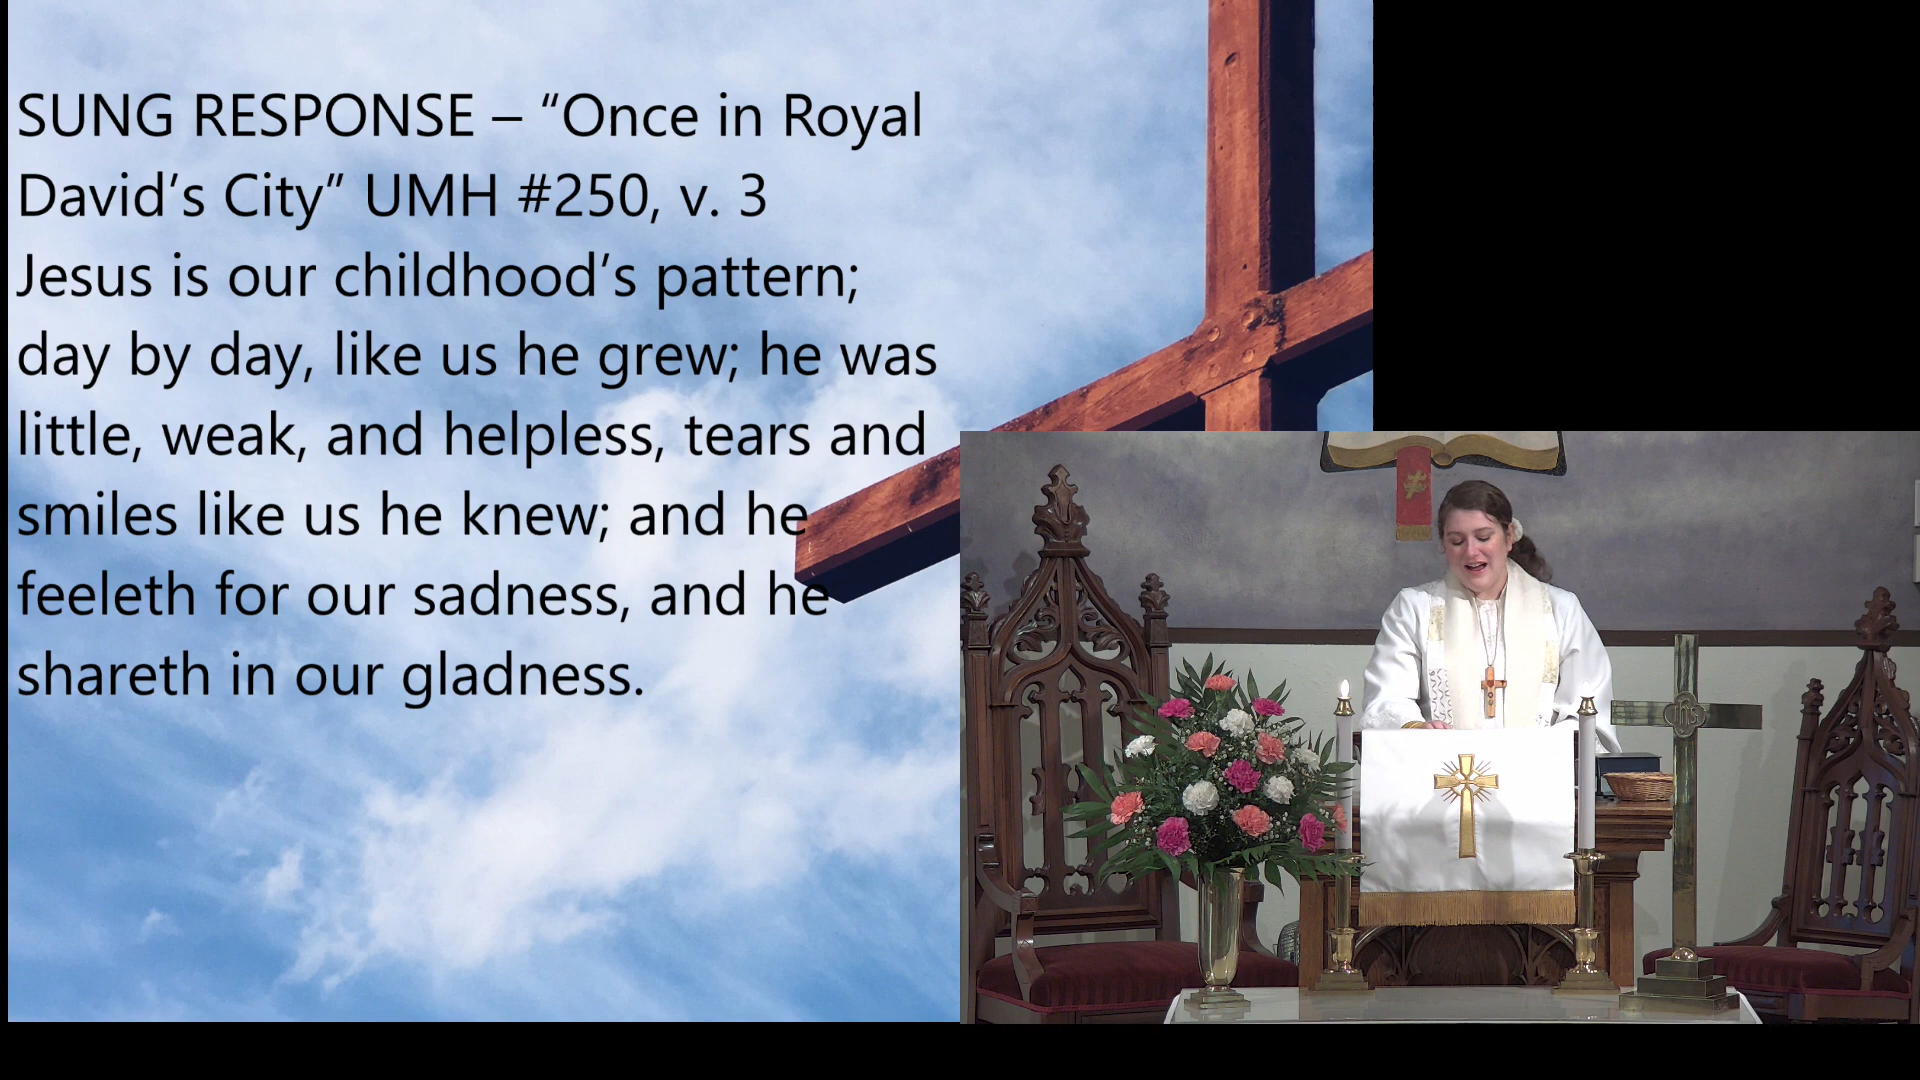 SUNG RESPONSE – “Once in Royal
David’s City” UMH #250, v. 3
Jesus is our childhood’s pattern;
day by day, like us he grew; he was
little, weak, and helpless, tears and
smiles like us he knew; and he
feeleth for our sadness, and he
shareth in our gladness.
IHS